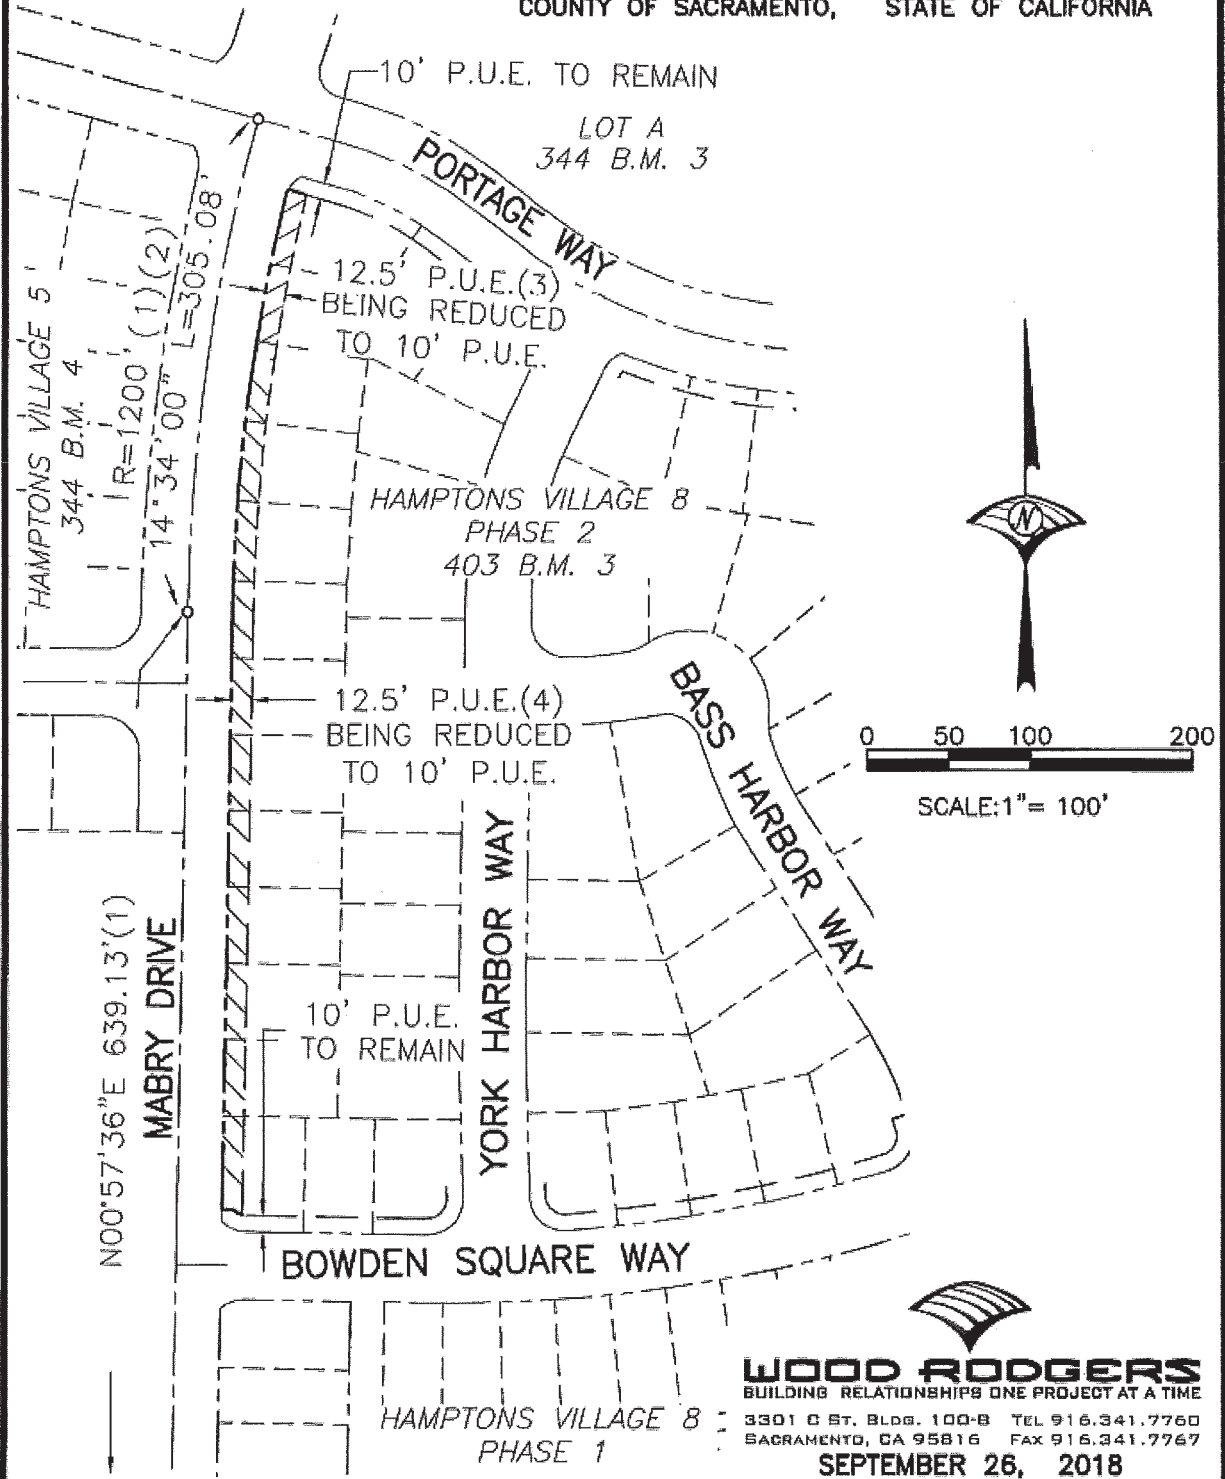 COUNTY OF SACRAMENTO, STATE OF CALIFORNIA
10' P.U.E. TO REMAIN
LOT A
344 B.M. 3
PORTAGE WAY
12.5' P.U.E.(3)
BEING REDUCED
TO 10' P.U.E.
HAMPTONS VILLAGE 5
344 B.M. 4
R=1200' (1)(2)
14°34'00" L=305.08'
HAMPTONS VILLAGE 8
PHASE 2
403 B.M. 3
N
12.5' P.U.E.(4)
BEING REDUCED
TO 10' P.U.E.
BASS HARBOR WAY
0 50 100 200
SCALE:1"= 100'
N00°57'36"E 639.13'(1)
MABRY DRIVE
10' P.U.E.
TO REMAIN
YORK HARBOR WAY
BOWDEN SQUARE WAY
HAMPTONS VILLAGE 8
PHASE 1
WOOD RODGERS
BUILDING RELATIONSHIPS ONE PROJECT AT A TIME
3301 C ST, BLDG. 100-B TEL 916.341.7760
SACRAMENTO, CA 95816 FAX 916.341.7767
SEPTEMBER 26, 2018